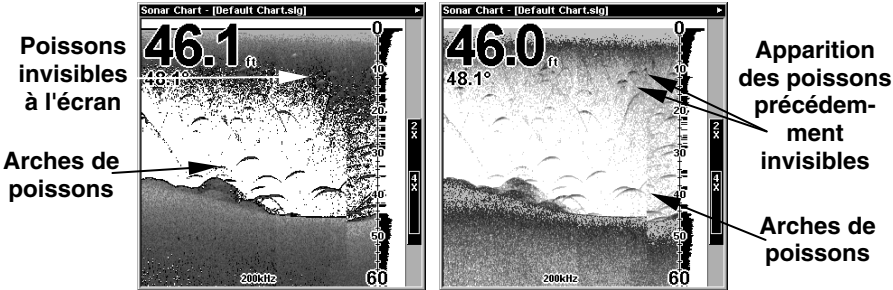 Poissons
invisibles
à l'écran
Arches de
poissons
Sonar Chart - [Default Chart.slg]
46.1 ft
48.1°
0
10
20
30
40
50
60
2X
4X
200kHz
Sonar Chart - [Default Chart.slg]
46.0 ft
48.1°
0
10
20
30
40
50
60
2X
4X
200kHz
Apparition
des poissons
précédem-
ment
invisibles
Arches de
poissons